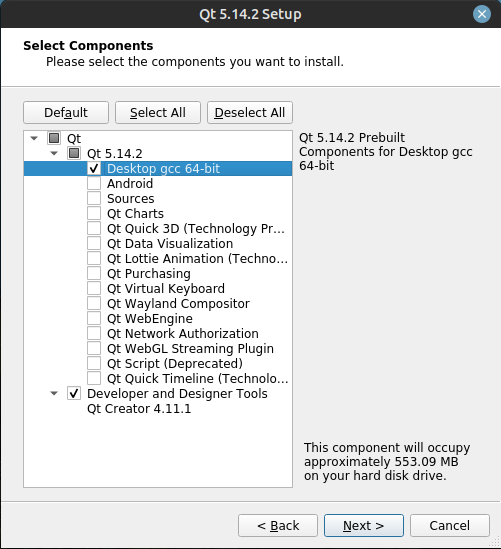 Qt 5.14.2 Setup
Select Components
Please select the components you want to install.
Default Select All Deselect All
Qt
Qt 5.14.2
Desktop gcc 64-bit
Android
Sources
Qt Charts
Qt Quick 3D (Technology Pr...
Qt Data Visualization
Qt Lottie Animation (Techno...
Qt Purchasing
Qt Virtual Keyboard
Qt Wayland Compositor
Qt WebEngine
Qt Network Authorization
Qt WebGL Streaming Plugin
Qt Script (Deprecated)
Qt Quick Timeline (Technolo...
Developer and Designer Tools
Qt Creator 4.11.1
Qt 5.14.2 Prebuilt
Components for Desktop gcc
64-bit
This component will occupy
approximately 553.09 MB
on your hard disk drive.
< Back Next > Cancel